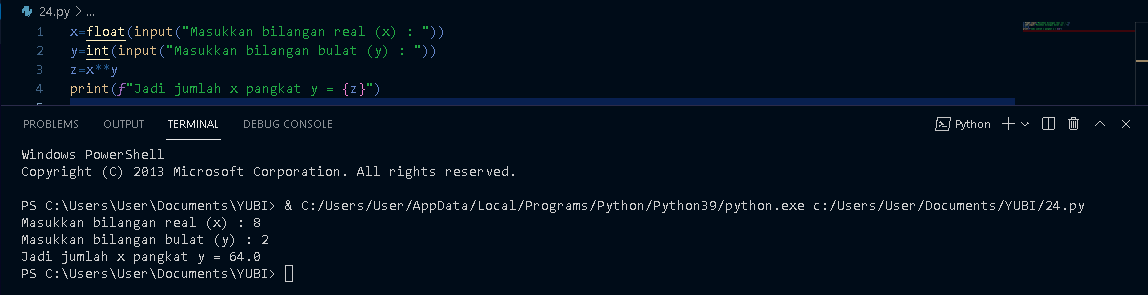 24.py > ...
1 x=float(input("Masukkan bilangan real (x) : "))
2 y=int(input("Masukkan bilangan bulat (y) : "))
3 z=x**y
4 print(f"Jadi jumlah x pangkat y = {z}")
PROBLEMS OUTPUT TERMINAL DEBUG CONSOLE Python
Windows PowerShell
Copyright (C) 2013 Microsoft Corporation. All rights reserved.
PS C:\Users\User\Documents\YUBI> & C:/Users/User/AppData/Local/Programs/Python/Python39/python.exe c:/Users/User/Documents/YUBI/24.py
Masukkan bilangan real (x) : 8
Masukkan bilangan bulat (y) : 2
Jadi jumlah x pangkat y = 64.0
PS C:\Users\User\Documents\YUBI>